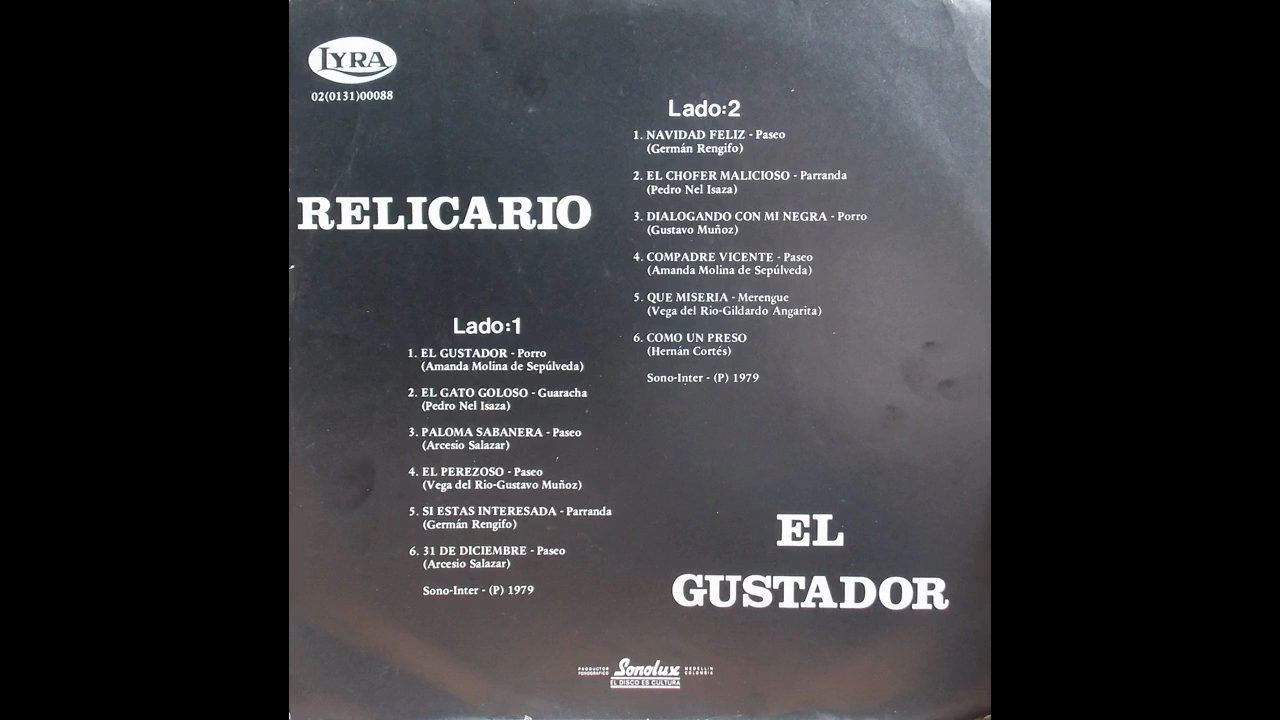 LYRA
02(0131)00088
RELICARIO
Lado:1
1. EL GUSTADOR - Porro
(Amanda Molina de Sepúlveda)
2. EL GATO GOLOSO - Guaracha
(Pedro Nel Isaza)
3. PALOMA SABANERA - Paseo
(Arcesio Salazar)
4. EL PEREZOSO - Paseo
(Vega del Rio-Gustavo Muñoz)
5. SI ESTAS INTERESADA - Parranda
(Germán Rengifo)
6. 31 DE DICIEMBRE - Paseo
(Arcesio Salazar)
Sono-Inter - (P) 1979
Lado:2
1. NAVIDAD FELIZ - Paseo
(Germán Rengifo)
2. EL CHOFER MALICIOSO - Parranda
(Pedro Nel Isaza)
3. DIALOGANDO CON MI NEGRA - Porro
(Gustavo Muñoz)
4. COMPADRE VICENTE - Paseo
(Amanda Molina de Sepúlveda)
5. QUE MISERIA - Merengue
(Vega del Rio-Gildardo Angarita)
6. COMO UN PRESO
(Hernán Cortés)
Sono-Inter - (P) 1979
EL
GUSTADOR
PRODUCTOR
FONOGRAFICO
Sonolux
EL DISCO ES CULTURA
MEDELLIN
COLOMBIA